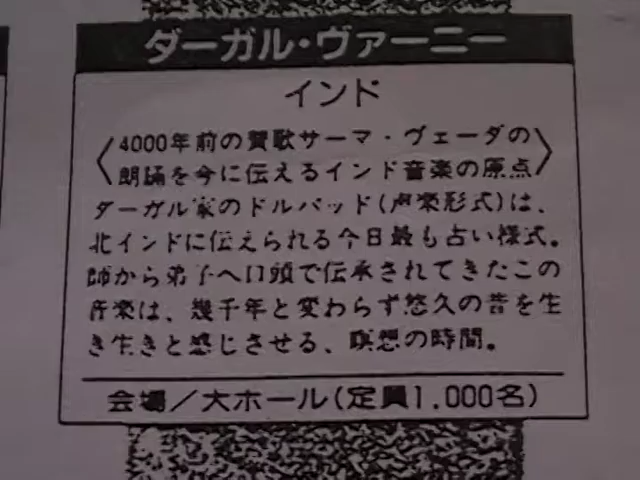 ダーガル・ヴァーニー
インド
〈4000年前の賛歌サーマ・ヴェーダの
朗誦を今に伝えるインド音楽の原点〉
ダーガル家のドルパッド(声楽形式)は、
北インドに伝えられる今日最も古い様式。
師から弟子へ口頭で伝承されてきたこの
音楽は、幾千年と変わらず悠久の昔を生
き生きと感じさせる、瞑想の時間。
会場/大ホール(定員1,000名)